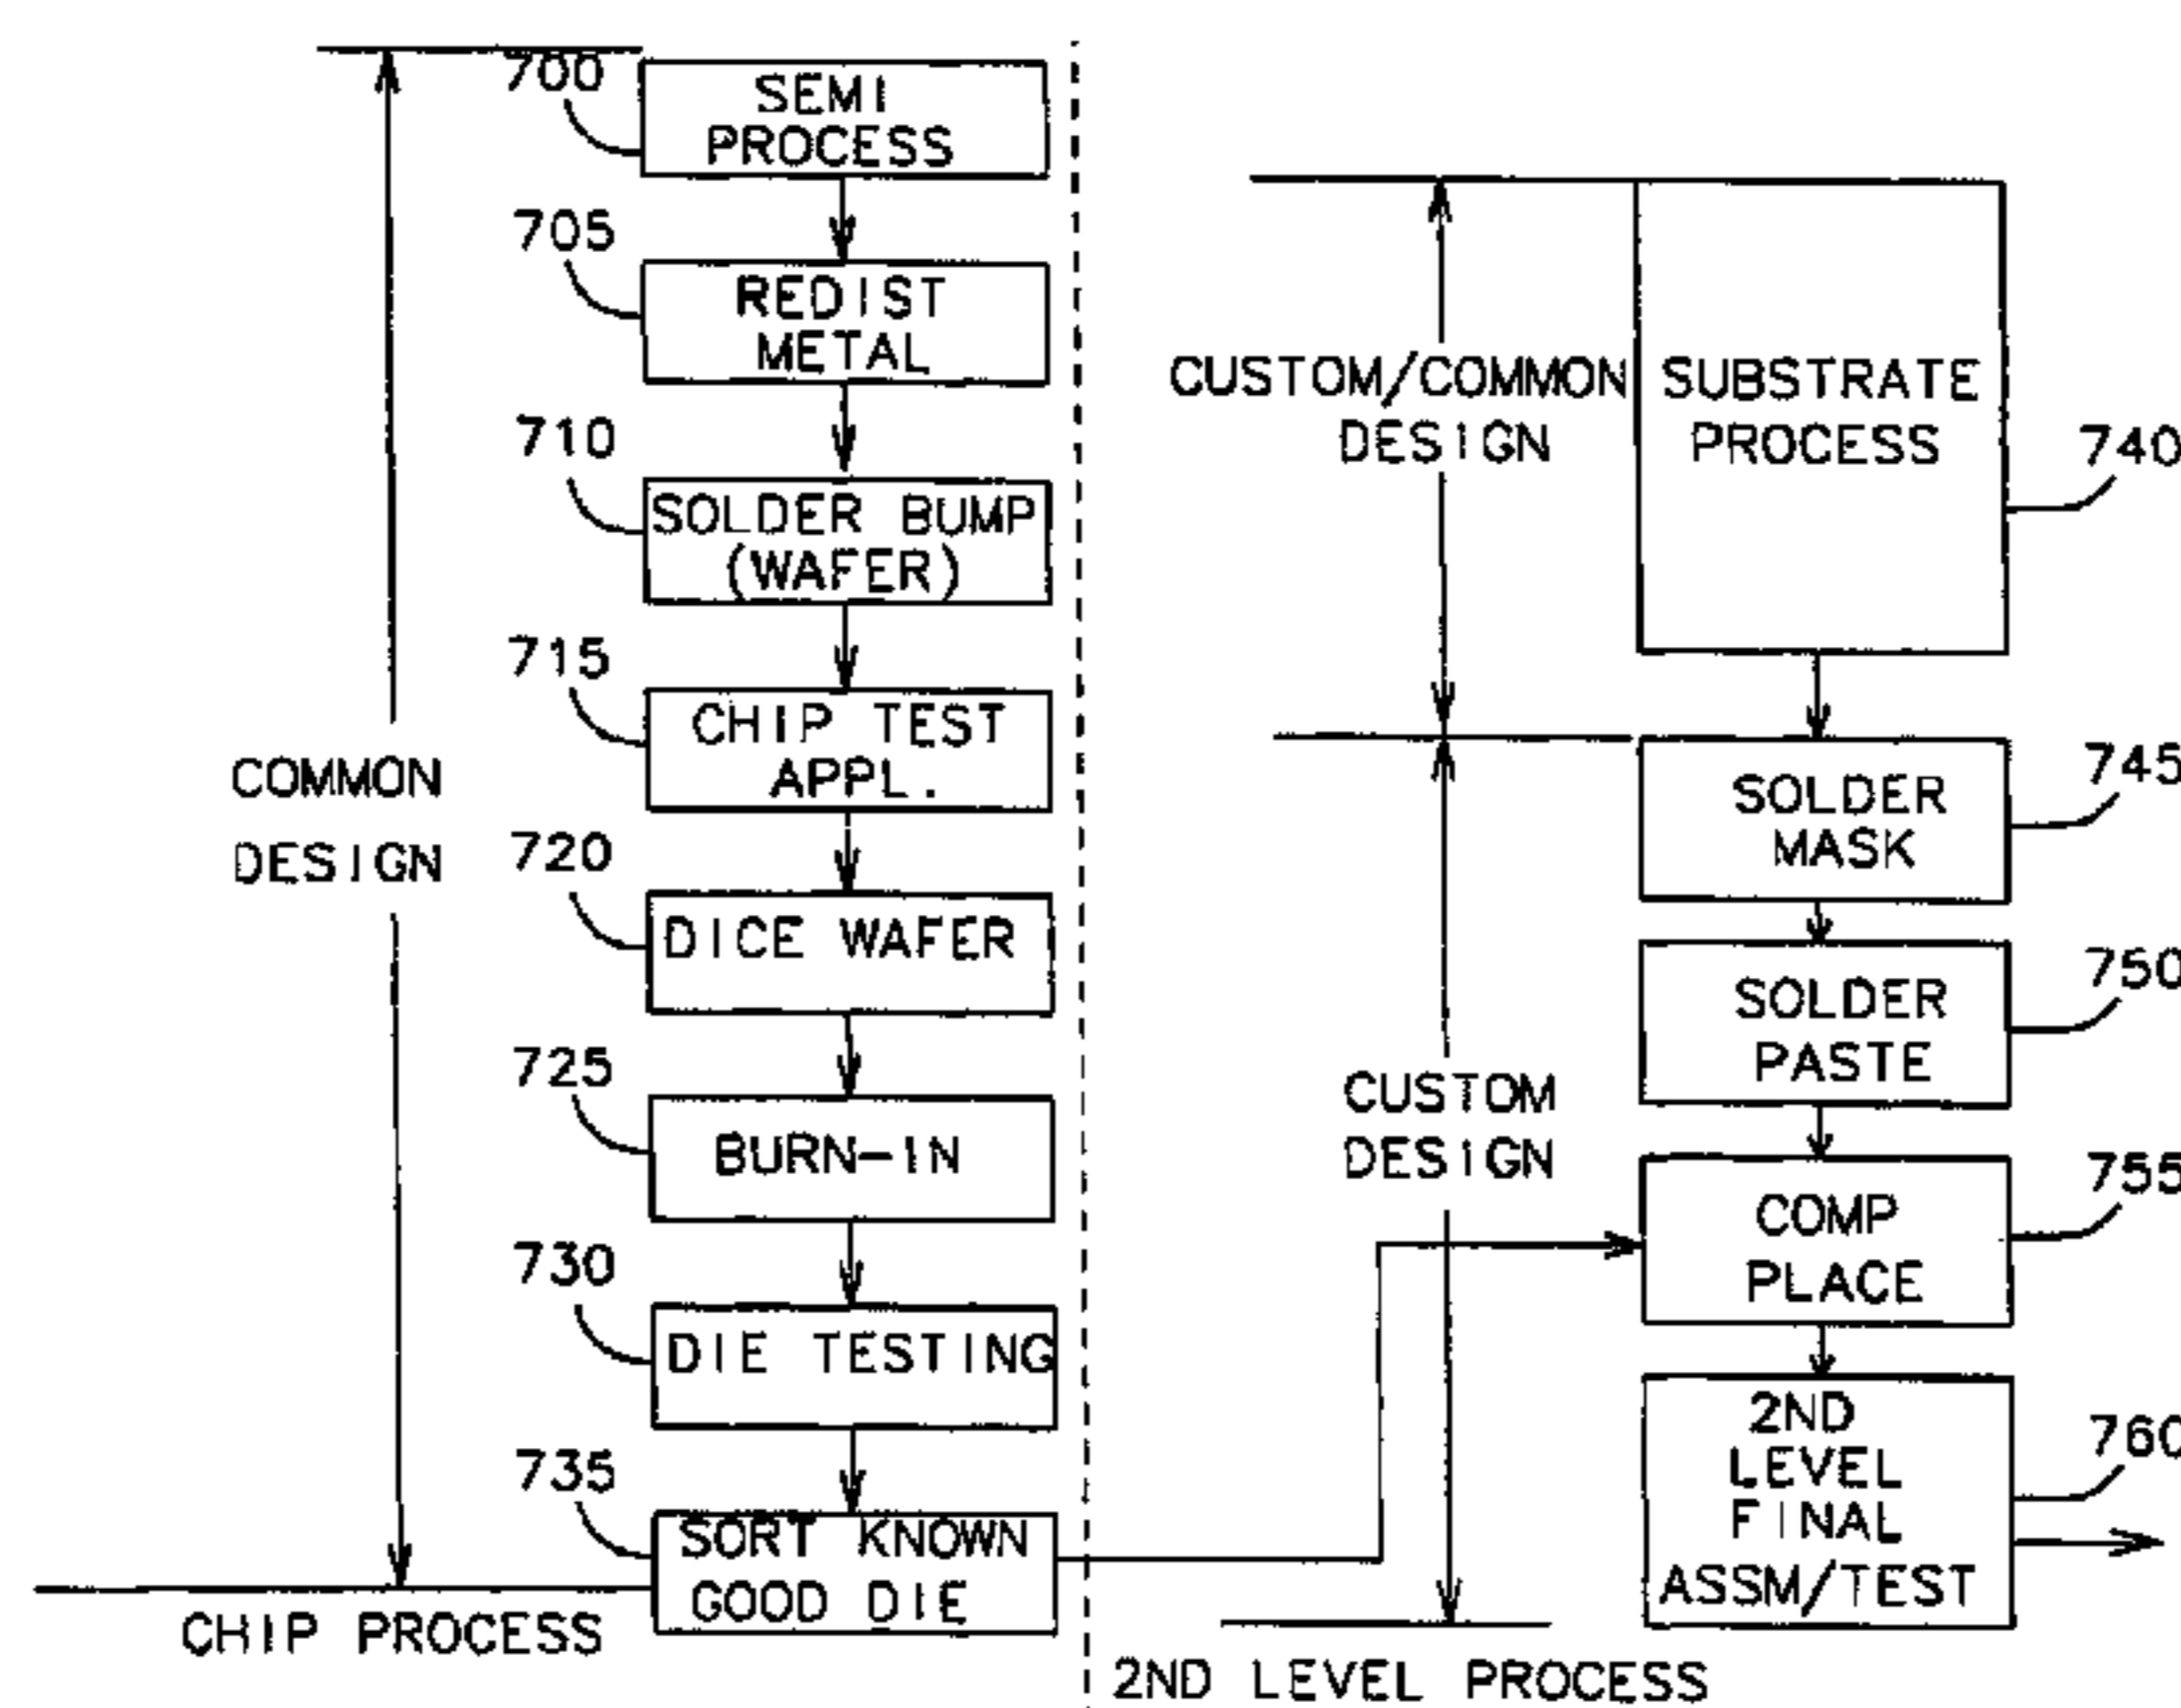 700
SEMI
PROCESS
705
REDIST
METAL
710
SOLDER BUMP
(WAFER)
715
CHIP TEST
APPL.
COMMON
DESIGN
720
DICE WAFER
725
BURN-IN
730
DIE TESTING
735
SORT KNOWN
GOOD DIE
CHIP PROCESS
CUSTOM/COMMON
DESIGN
SUBSTRATE
PROCESS
740
745
SOLDER
MASK
750
SOLDER
PASTE
CUSTOM
DESIGN
755
COMP
PLACE
760
2ND
LEVEL
FINAL
ASSM/TEST
2ND LEVEL PROCESS